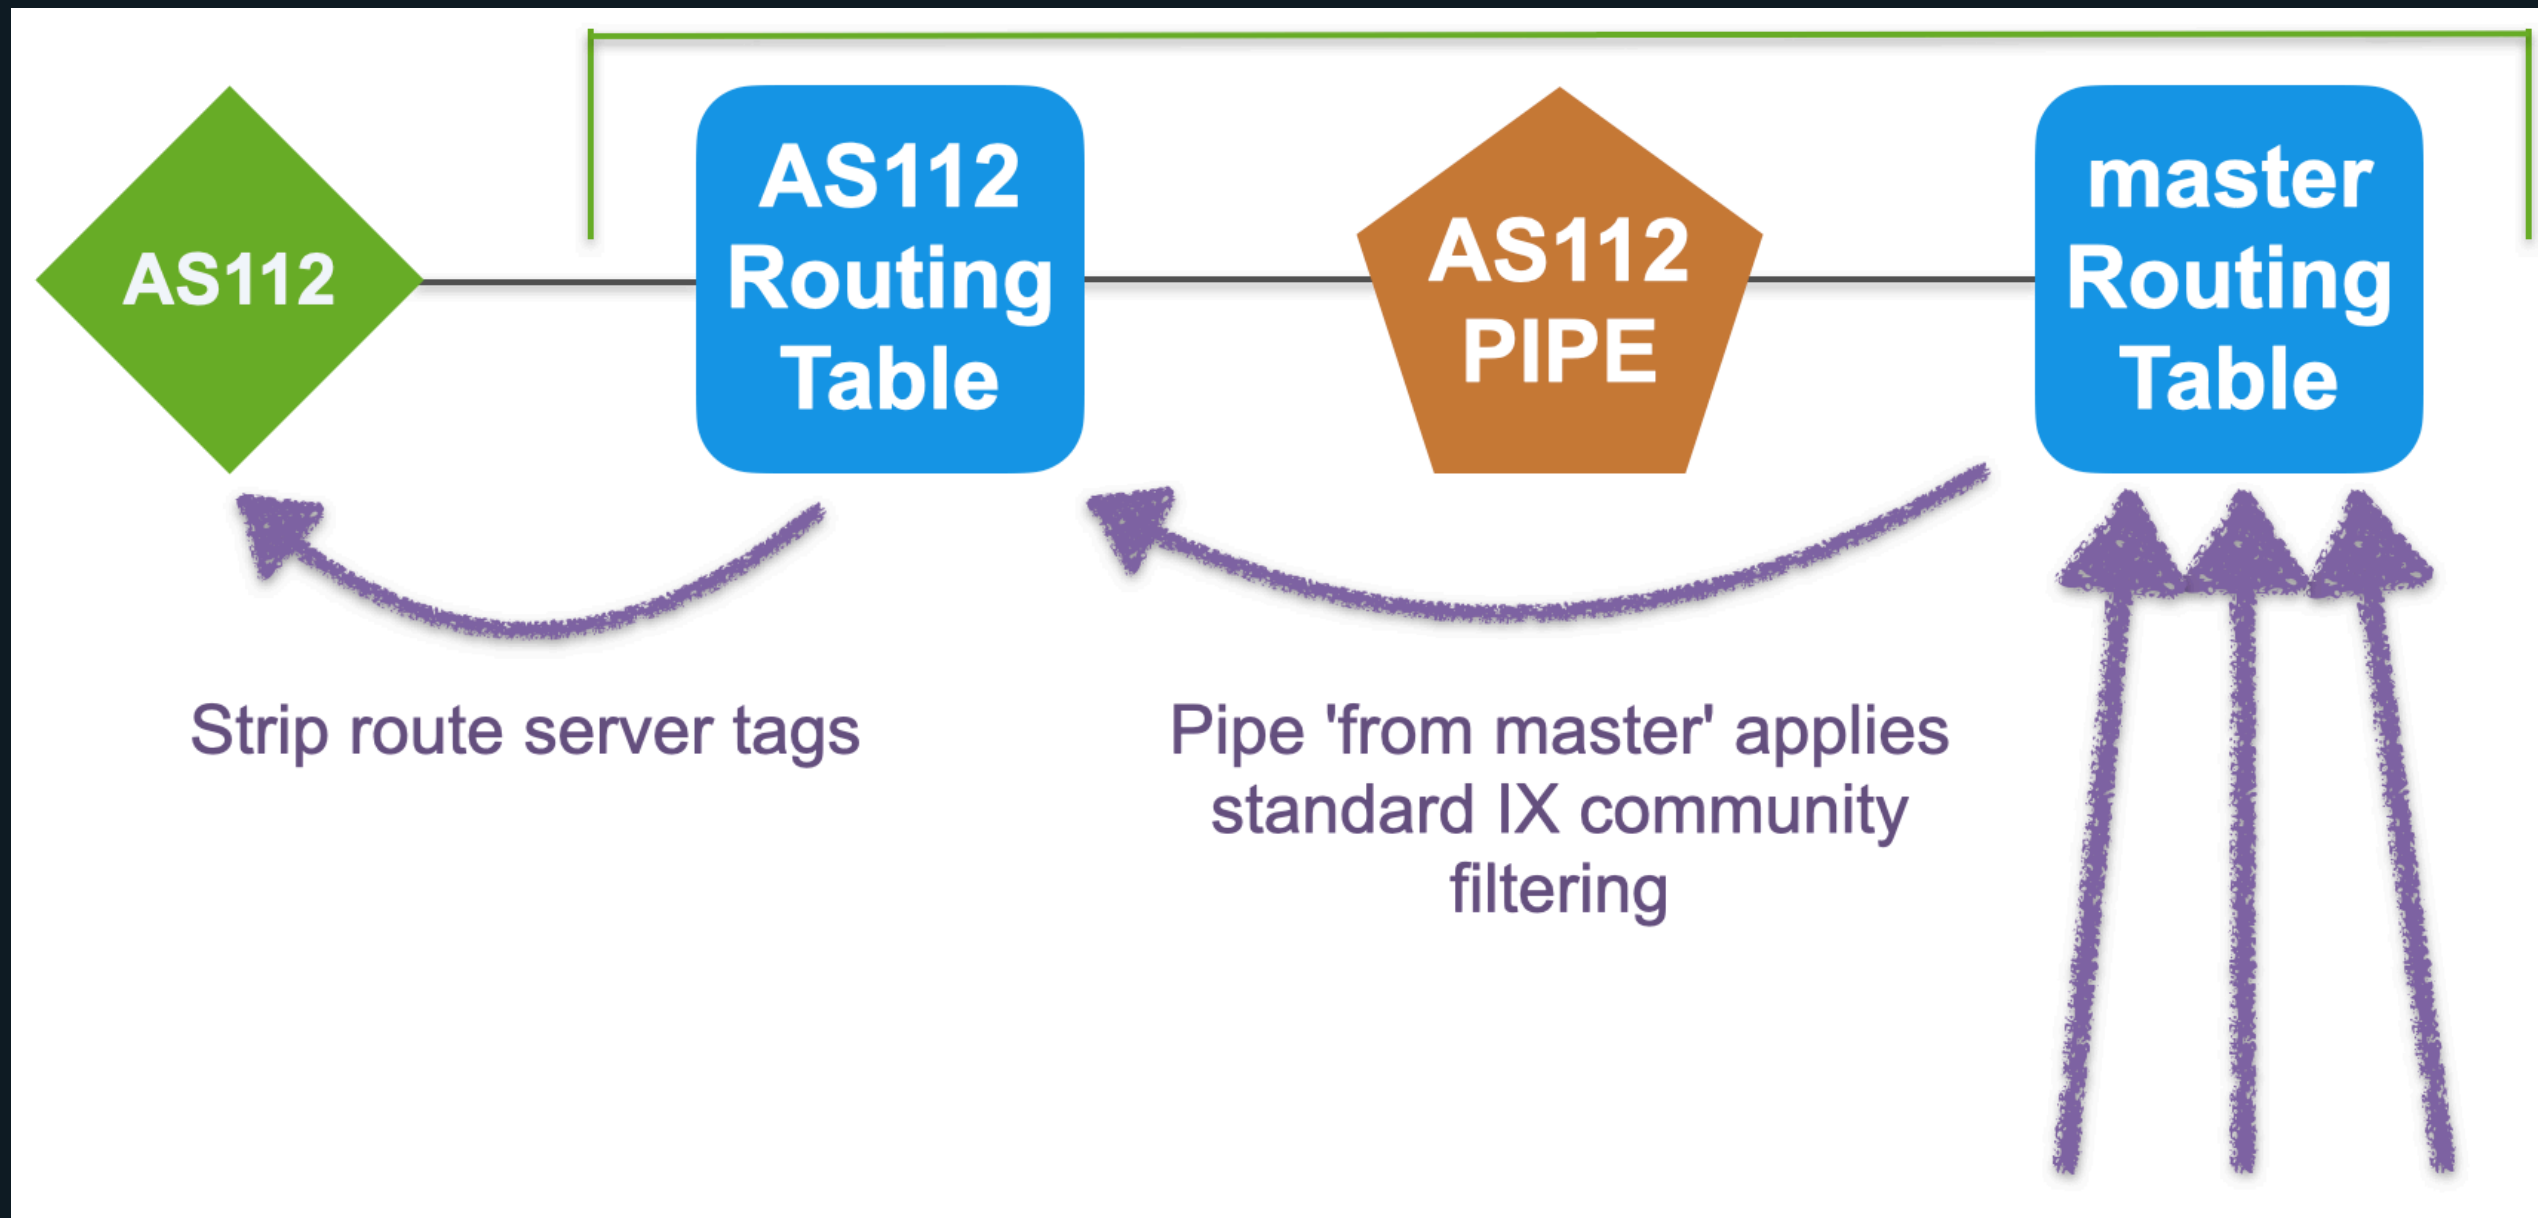 AS112
AS112
Routing
Table
AS112
PIPE
master
Routing
Table
Strip route server tags
Pipe 'from master' applies
standard IX community
filtering